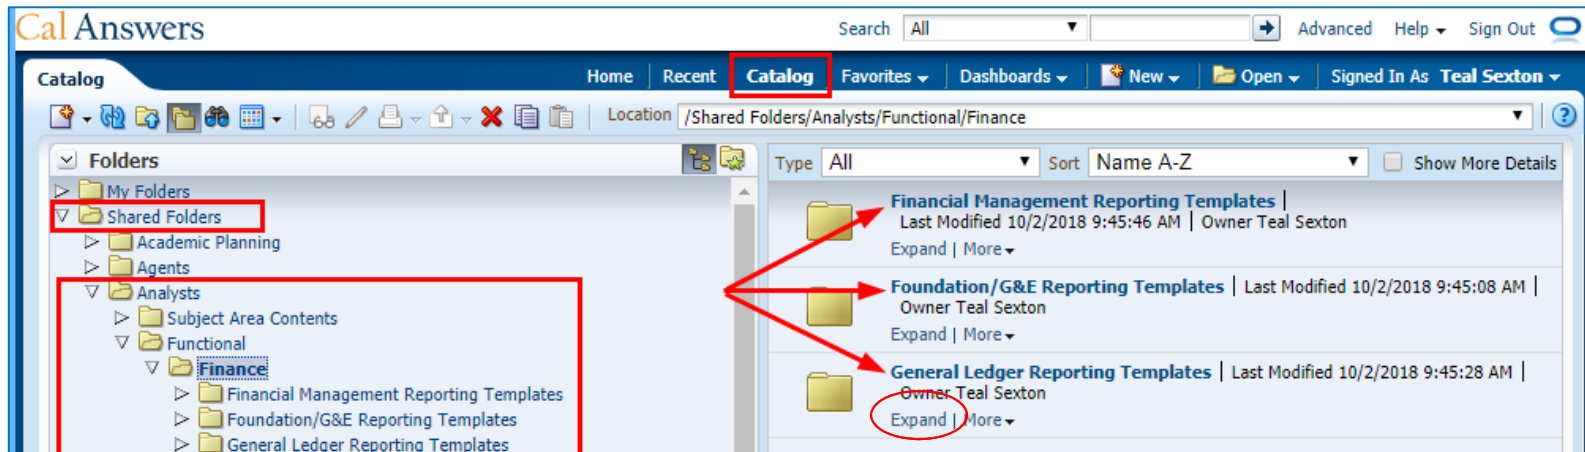 Cal Answers
Search All Advanced Help Sign Out
Catalog Home Recent Catalog Favorites Dashboards New Open Signed In As Teal Sexton
Location /Shared Folders/Analysts/Functional/Finance
Folders
My Folders
Shared Folders
Academic Planning
Agents
Analysts
Subject Area Contents
Functional
Finance
Financial Management Reporting Templates
Foundation/G&E Reporting Templates
General Ledger Reporting Templates
Type All Sort Name A-Z Show More Details
Financial Management Reporting Templates |
Last Modified 10/2/2018 9:45:46 AM | Owner Teal Sexton
Expand | More
Foundation/G&E Reporting Templates | Last Modified 10/2/2018 9:45:08 AM |
Owner Teal Sexton
Expand | More
General Ledger Reporting Templates | Last Modified 10/2/2018 9:45:28 AM |
Owner Teal Sexton
Expand | More